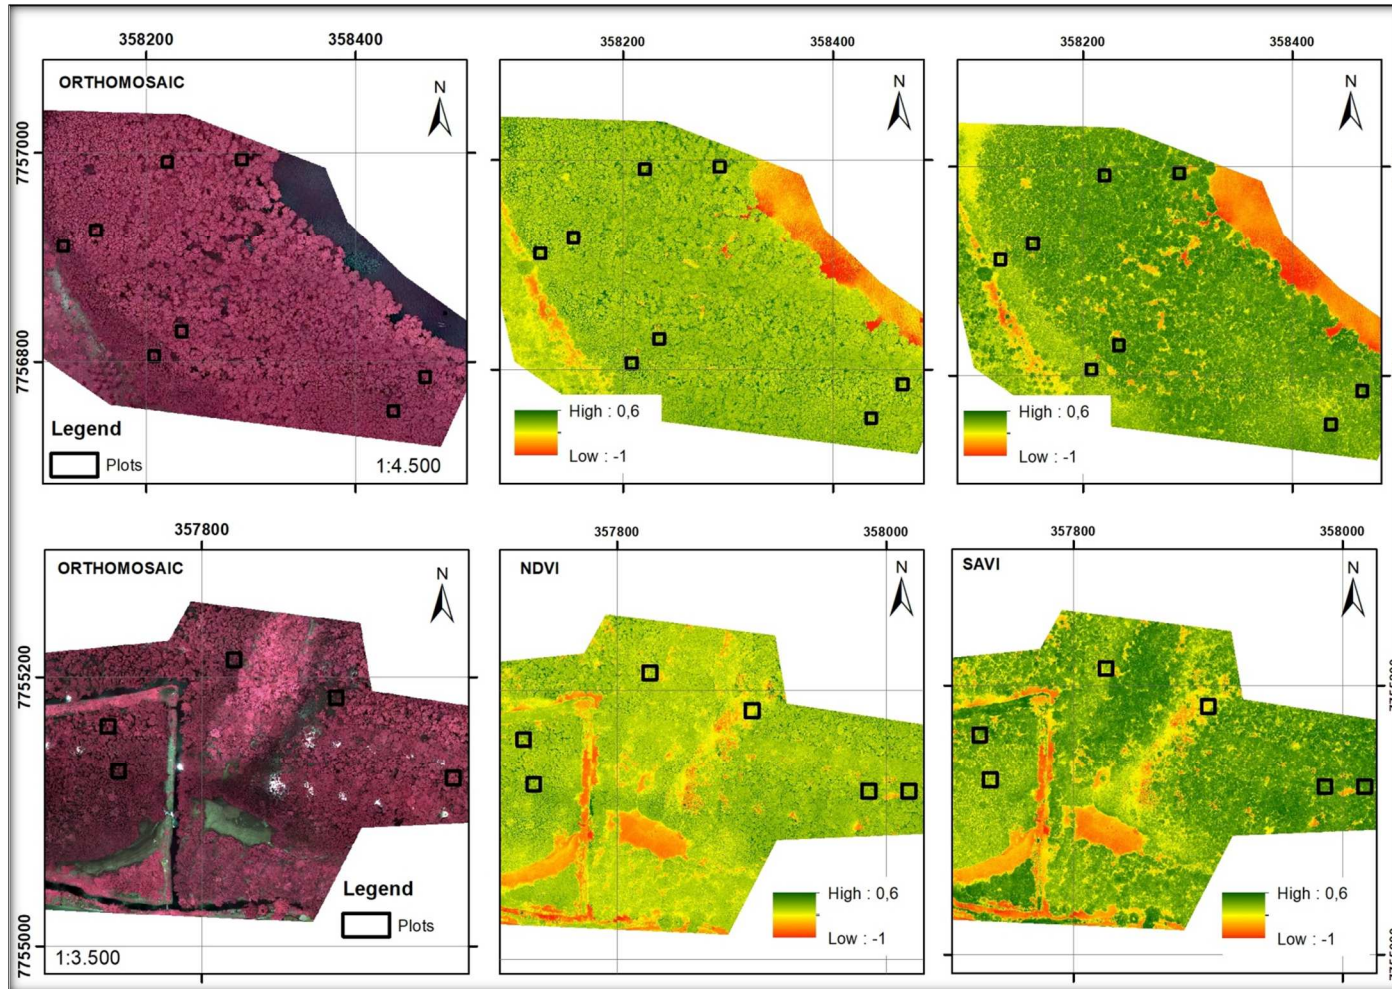 358200 358400
358200 358400
358200 358400
ORTHOMOSAIC
N
N
N
7757000
7756800
Legend
Plots
1:4.500
High : 0,6
Low : -1
High : 0,6
Low : -1
357800
357800 358000
357800 358000
ORTHOMOSAIC
N
NDVI
N
SAVI
N
7755200
7755000
Legend
Plots
1:3.500
High : 0,6
Low : -1
High : 0,6
Low : -1